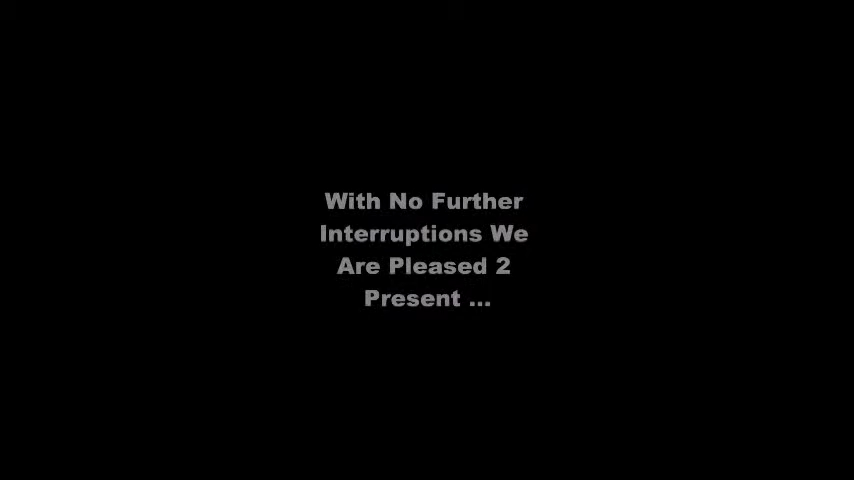 With No Further
Interruptions We
Are Pleased 2
Present ...